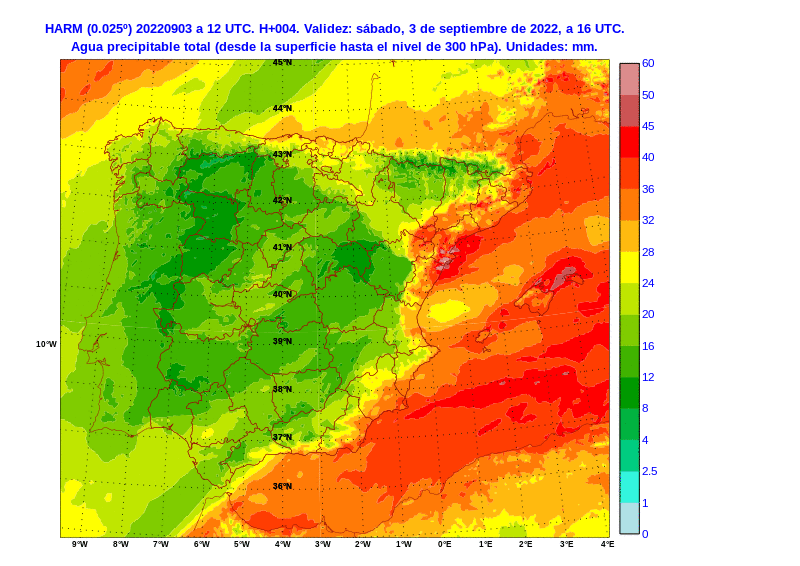 HARM (0.025º) 20220903 a 12 UTC. H+004. Validez: sábado, 3 de septiembre de 2022, a 16 UTC.
Agua precipitable total (desde la superficie hasta el nivel de 300 hPa). Unidades: mm.
45ºN
44ºN
43ºN
42ºN
41ºN
40ºN
39ºN
38ºN
37ºN
36ºN
10ºW
9ºW 8ºW 7ºW 6ºW 5ºW 4ºW 3ºW 2ºW 1ºW 0ºE 1ºE 2ºE 3ºE 4ºE
60
50
45
40
36
32
28
24
20
16
12
8
4
2.5
1
0